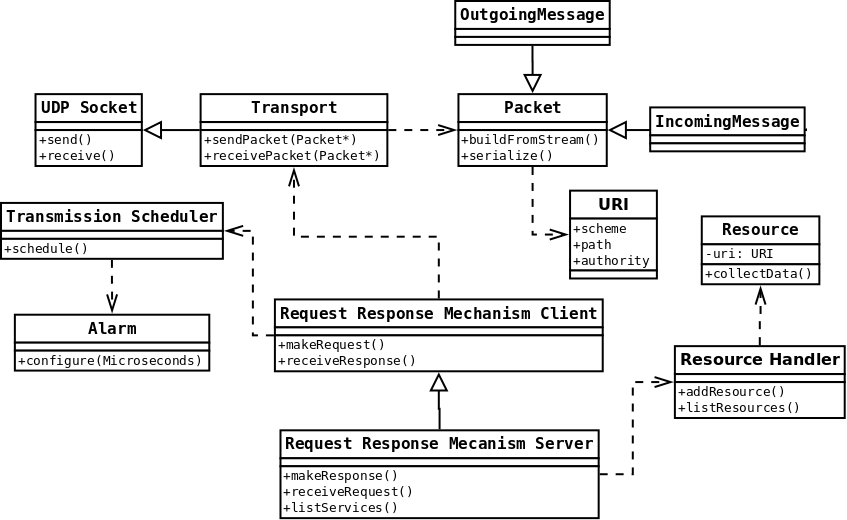 OutgoingMessage
UDP Socket
+send()
+receive()
Transport
+sendPacket(Packet*)
+receivePacket(Packet*)
Packet
+buildFromStream()
+serialize()
IncomingMessage
Transmission Scheduler
+schedule()
URI
+scheme
+path
+authority
Resource
-uri: URI
+collectData()
Alarm
+configure(Microseconds)
Request Response Mechanism Client
+makeRequest()
+receiveResponse()
Resource Handler
+addResource()
+listResources()
Request Response Mecanism Server
+makeResponse()
+receiveRequest()
+listServices()